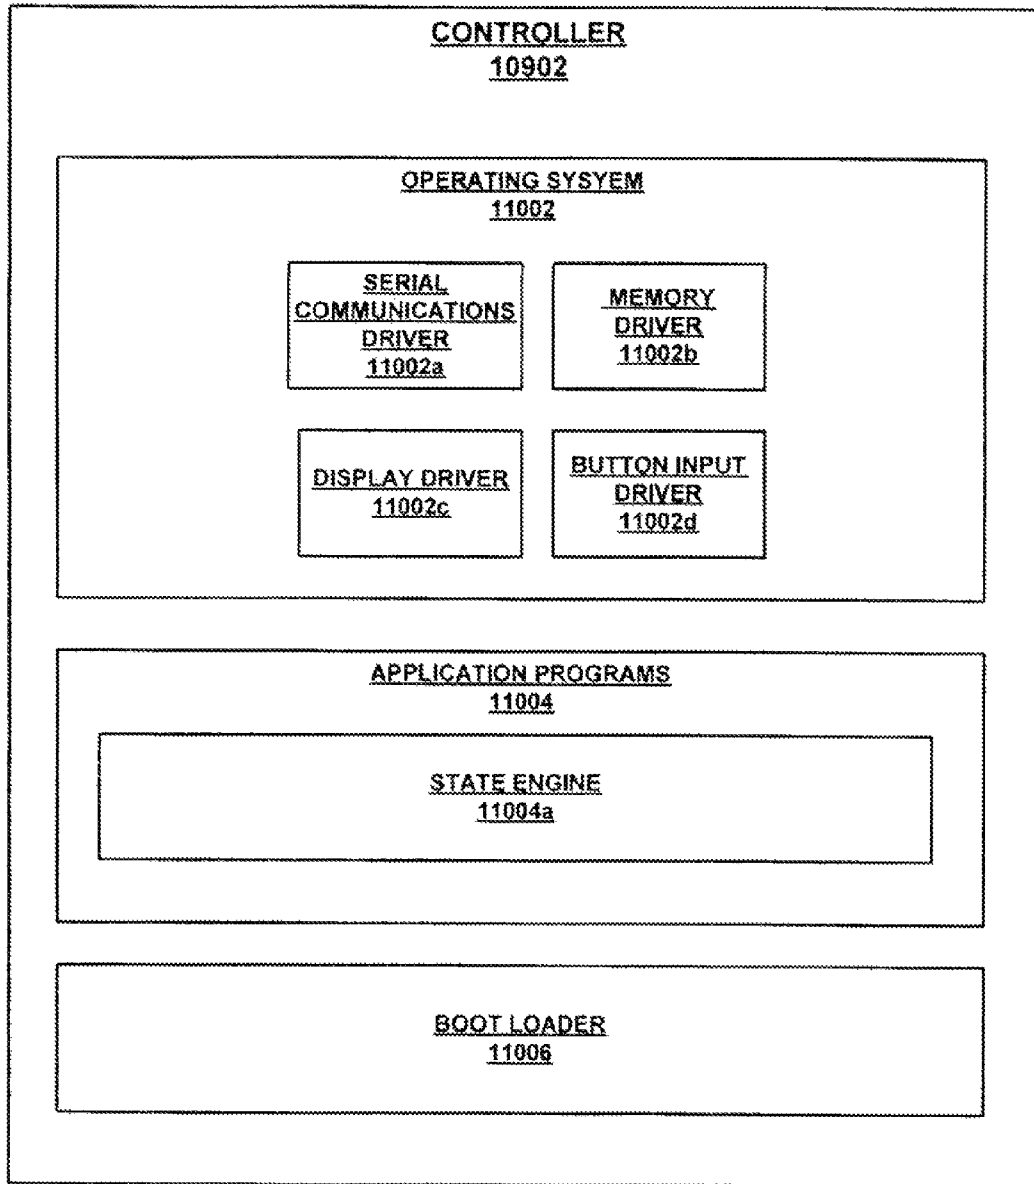 CONTROLLER
10902
OPERATING SYSYEM
11002
SERIAL
COMMUNICATIONS
DRIVER
11002a
MEMORY
DRIVER
11002b
DISPLAY DRIVER
11002c
BUTTON INPUT
DRIVER
11002d
APPLICATION PROGRAMS
11004
STATE ENGINE
11004a
BOOT LOADER
11006